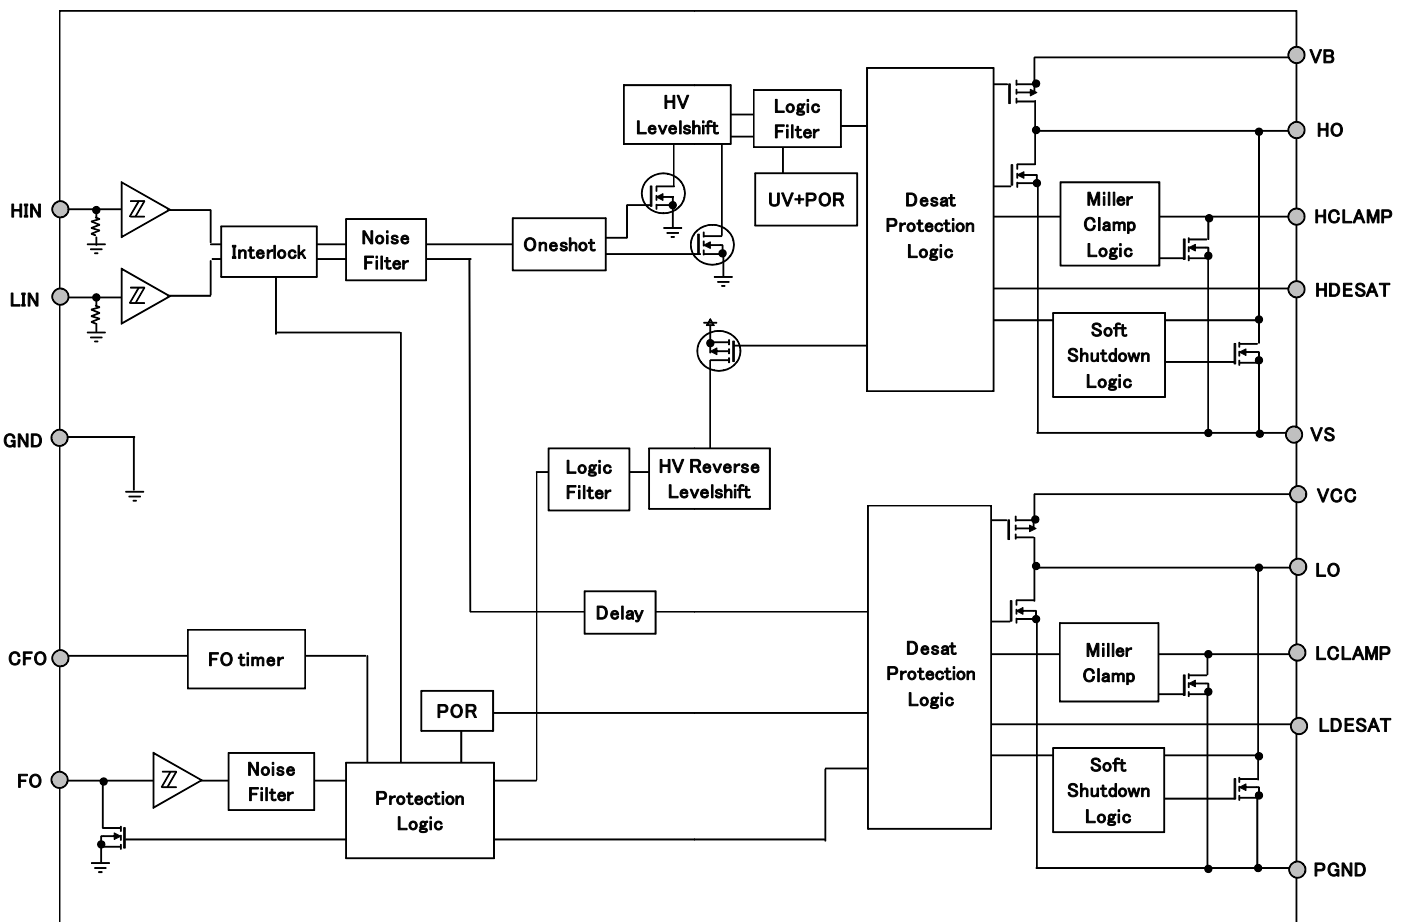 VB
HV
Levelshift
Logic
Filter
HO
UV+POR
HIN
Desat
Protection
Logic
Miller
Clamp
Logic
HCLAMP
Interlock
Noise
Filter
Oneshot
LIN
HDESAT
Soft
Shutdown
Logic
GND
VS
Logic
Filter
HV Reverse
Levelshift
VCC
LO
Delay
CFO
FO timer
Desat
Protection
Logic
Miller
Clamp
LCLAMP
POR
LDESAT
FO
Noise
Filter
Protection
Logic
Soft
Shutdown
Logic
PGND